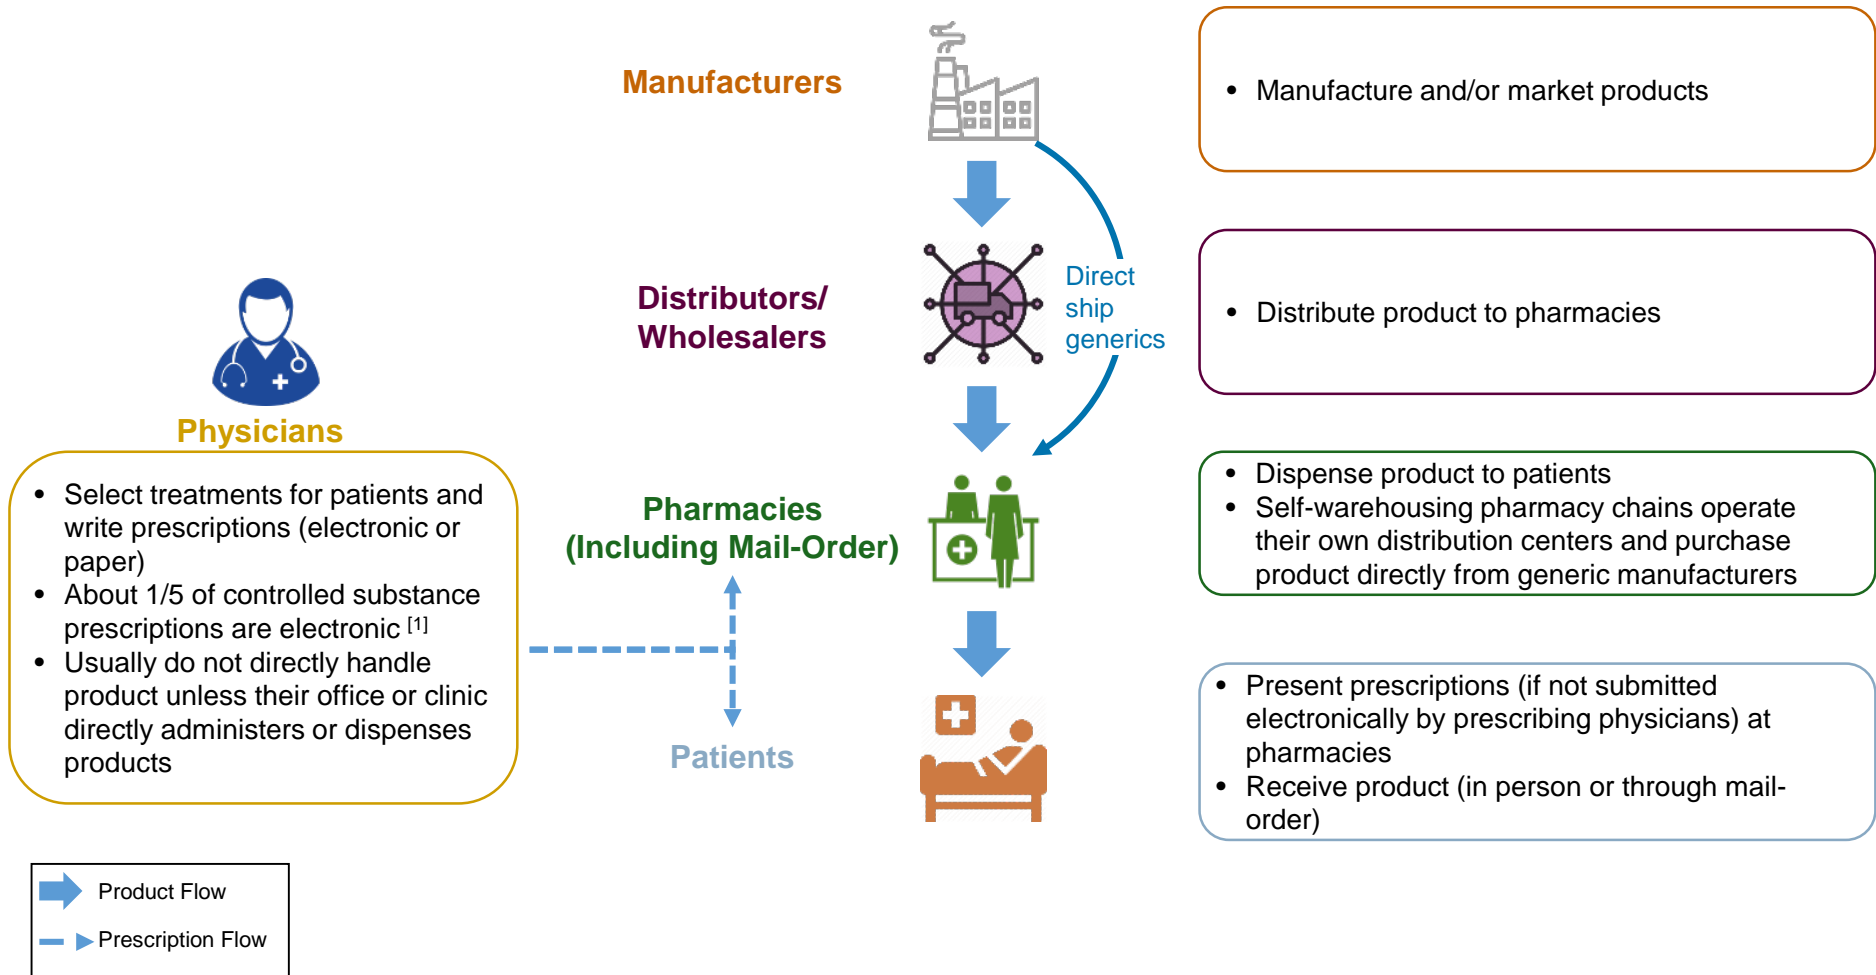 Manufacturers
• Manufacture and/or market products
Distributors/
Wholesalers
Direct
ship
generics
• Distribute product to pharmacies
Physicians
• Select treatments for patients and
write prescriptions (electronic or
paper)
• About 1/5 of controlled substance
prescriptions are electronic [1]
• Usually do not directly handle
product unless their office or clinic
directly administers or dispenses
products
Pharmacies
(Including Mail-Order)
• Dispense product to patients
• Self-warehousing pharmacy chains operate
their own distribution centers and purchase
product directly from generic manufacturers
Patients
• Present prescriptions (if not submitted
electronically by prescribing physicians) at
pharmacies
• Receive product (in person or through mail-
order)
Product Flow
Prescription Flow